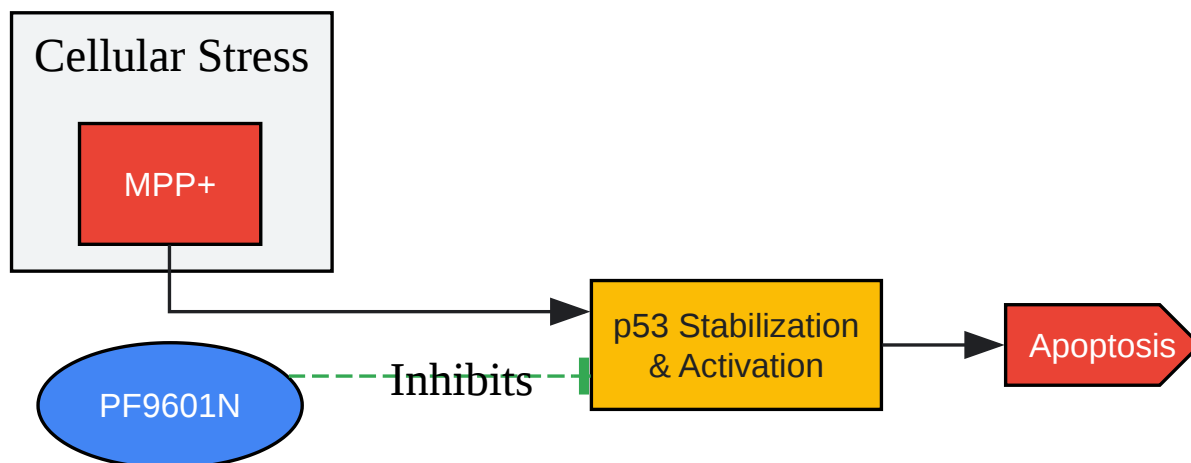 Cellular Stress
MPP+
p53 Stabilization
& Activation
Apoptosis
Inhibits
PF9601N